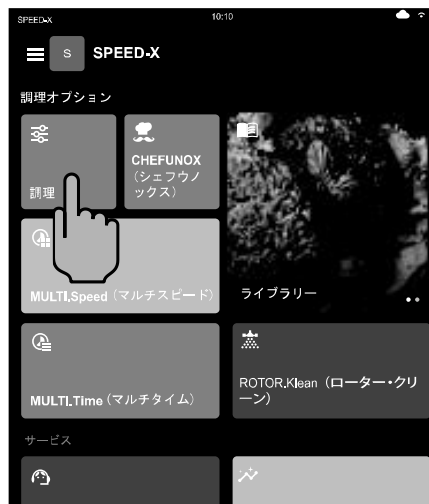 SPEED-X
10:10
S
SPEED-X
調理オプション
調理
CHEFUNOX
（シェフウノ
ックス）
MULTI.Speed（マルチスピード）
ライブラリー
MULTI.Time（マルチタイム）
ROTOR.Klean（ローター・クリ
ーン）
サービス